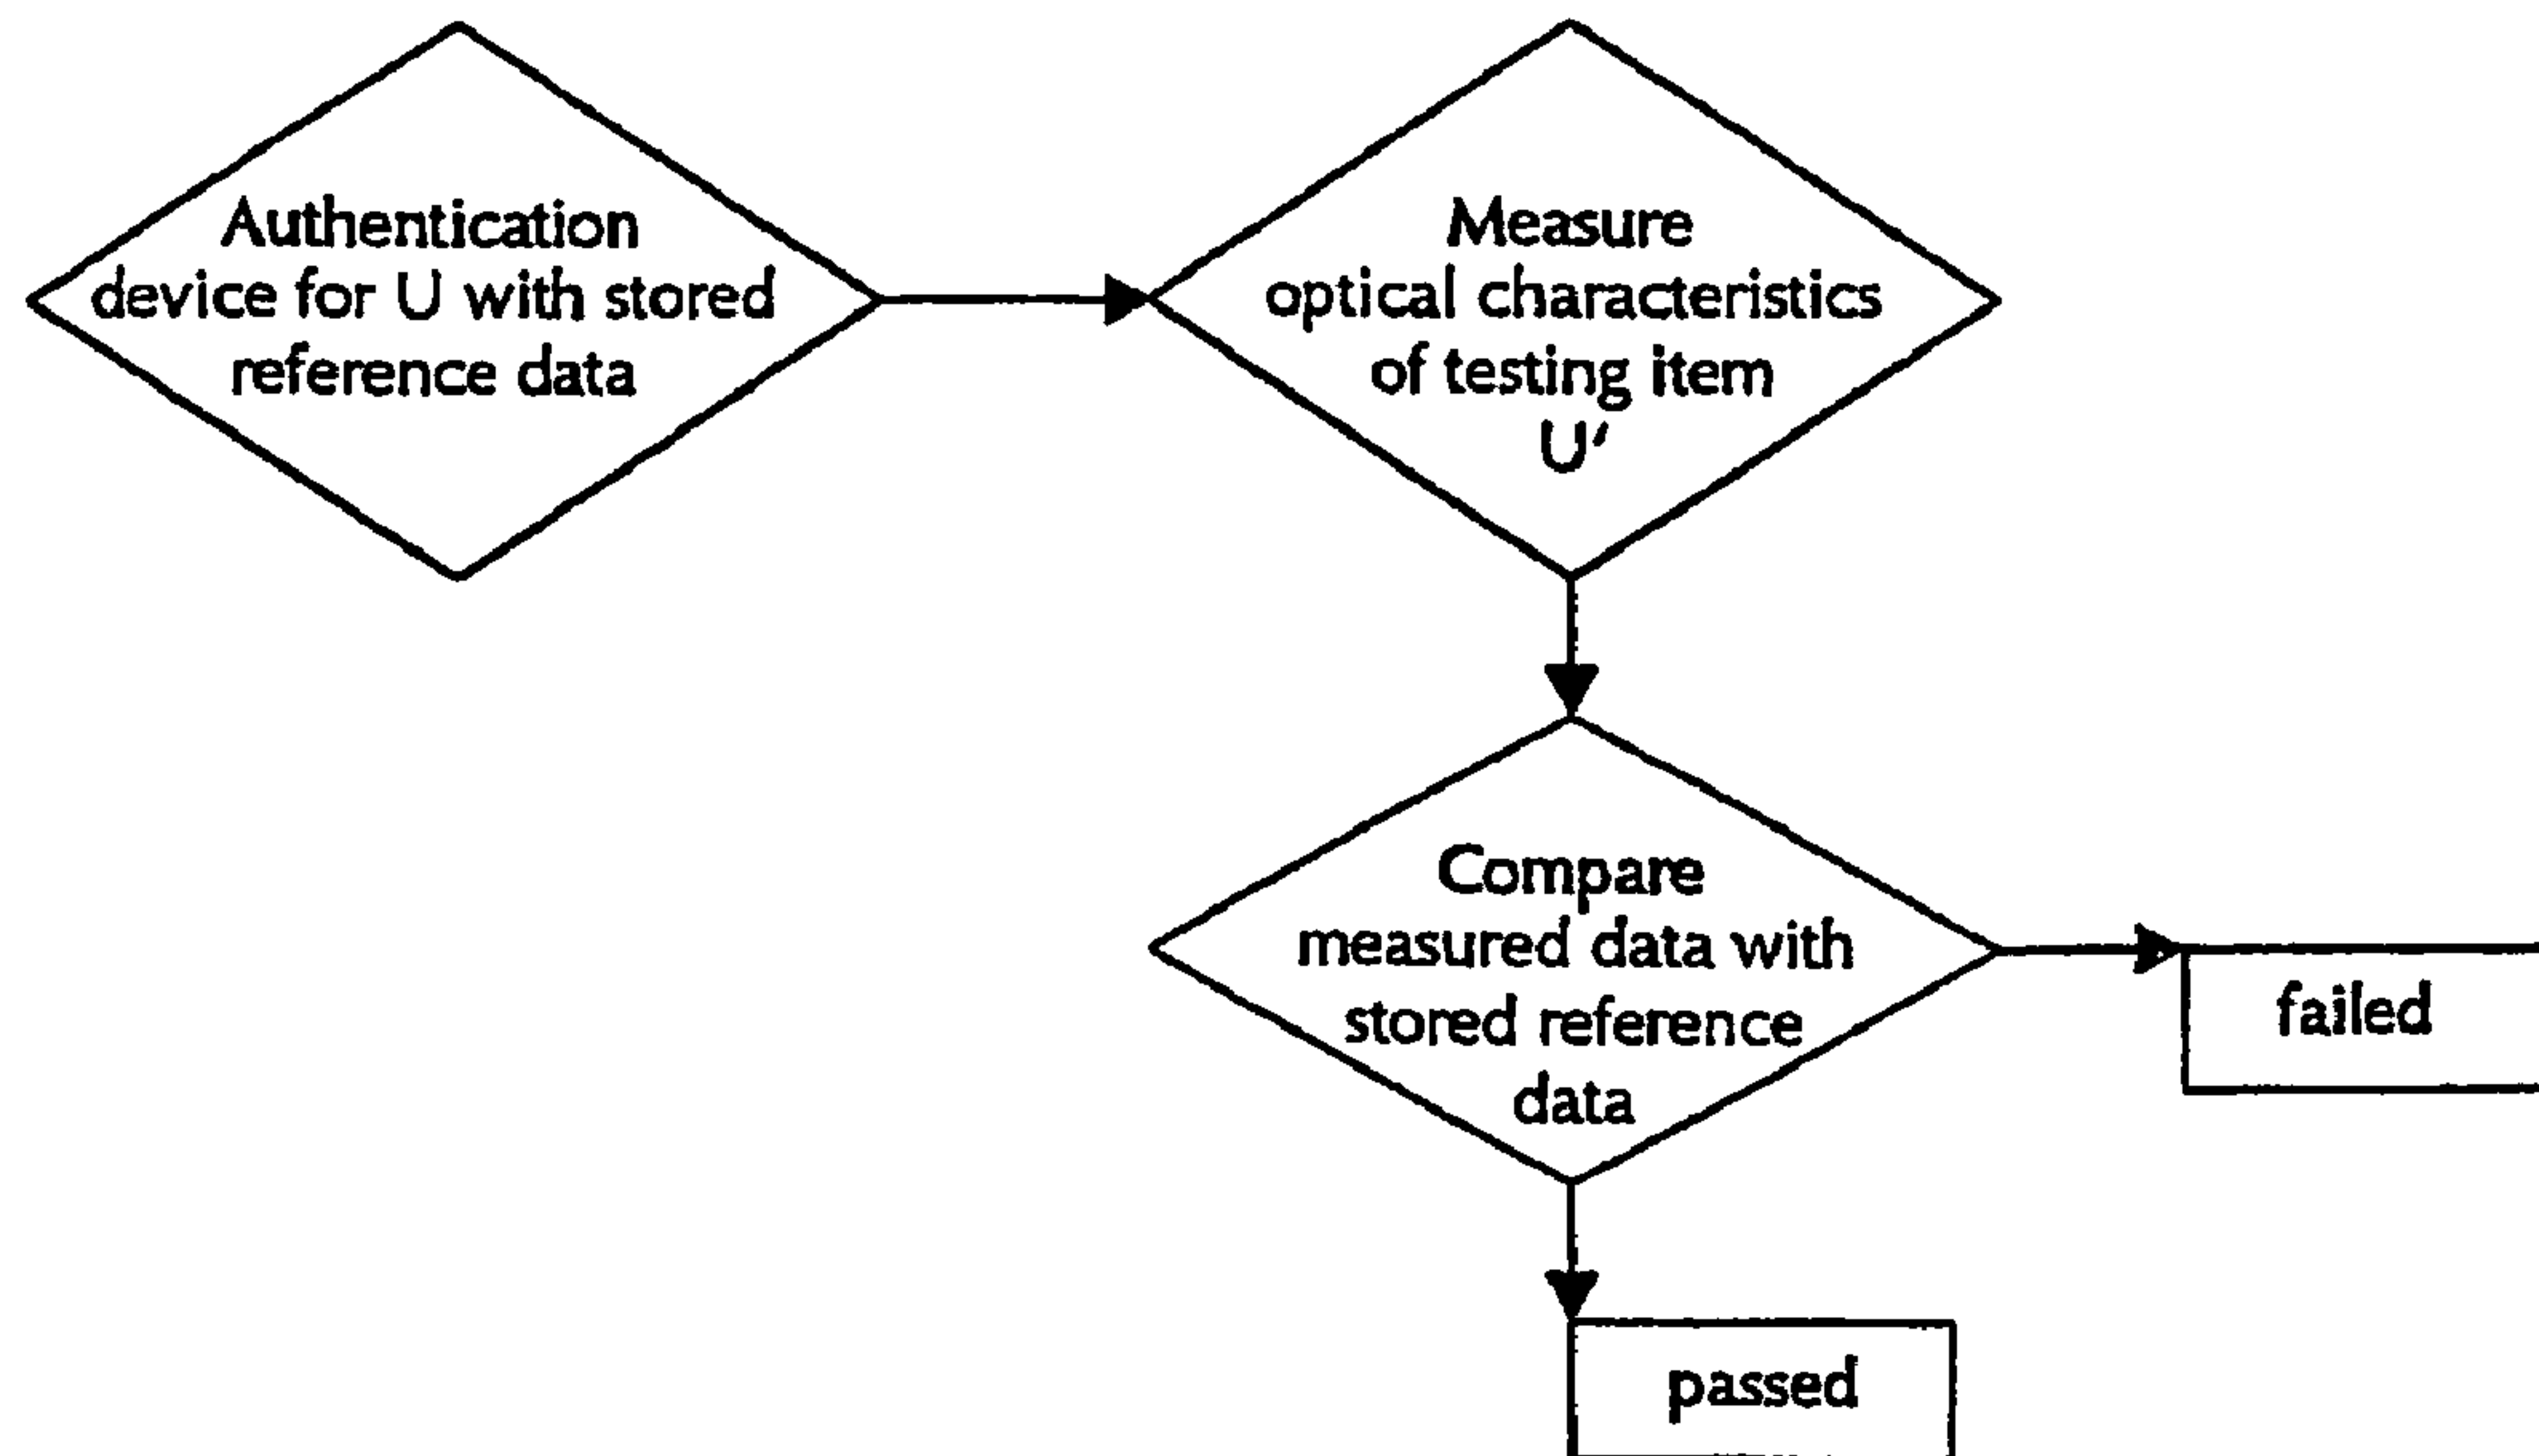 Authentication
device for U with stored
reference data
Measure
optical characteristics
of testing item
U'
Compare
measured data with
stored reference
data
failed
passed